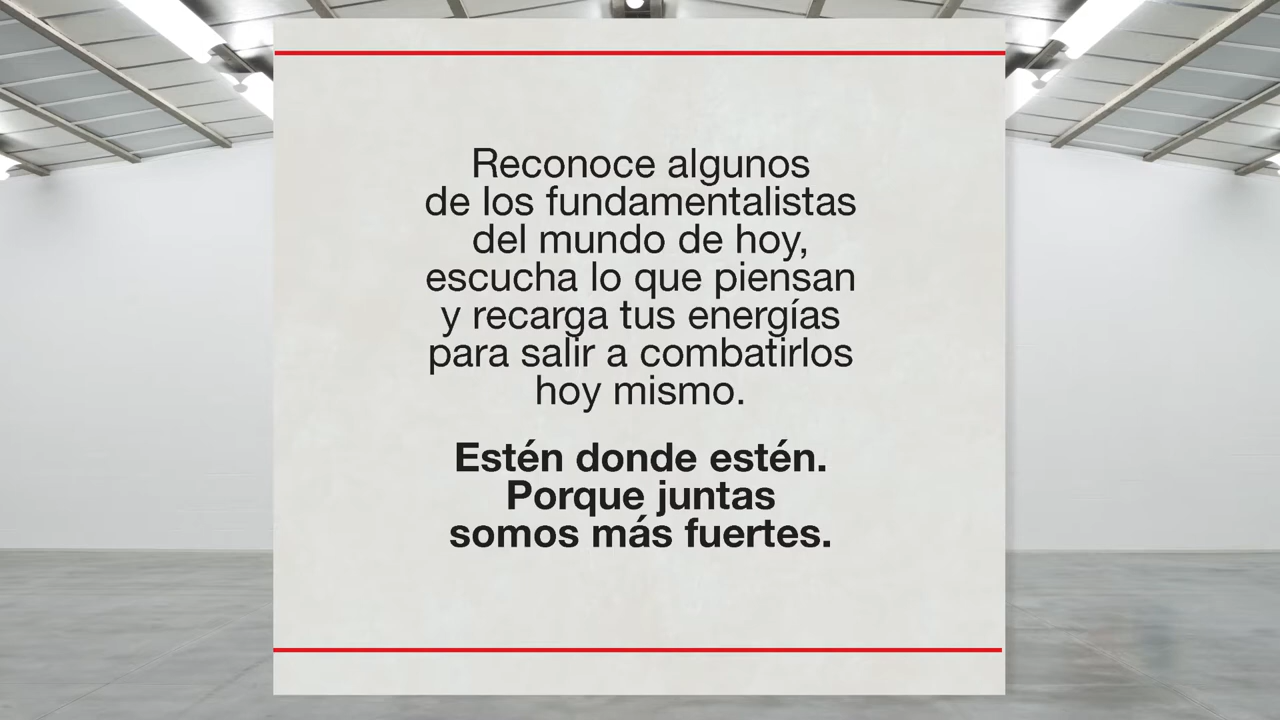 Reconoce algunos
de los fundamentalistas
del mundo de hoy,
escucha lo que piensan
y recarga tus energías
para salir a combatirlos
hoy mismo.
Estén donde estén.
Porque juntas
somos más fuertes.